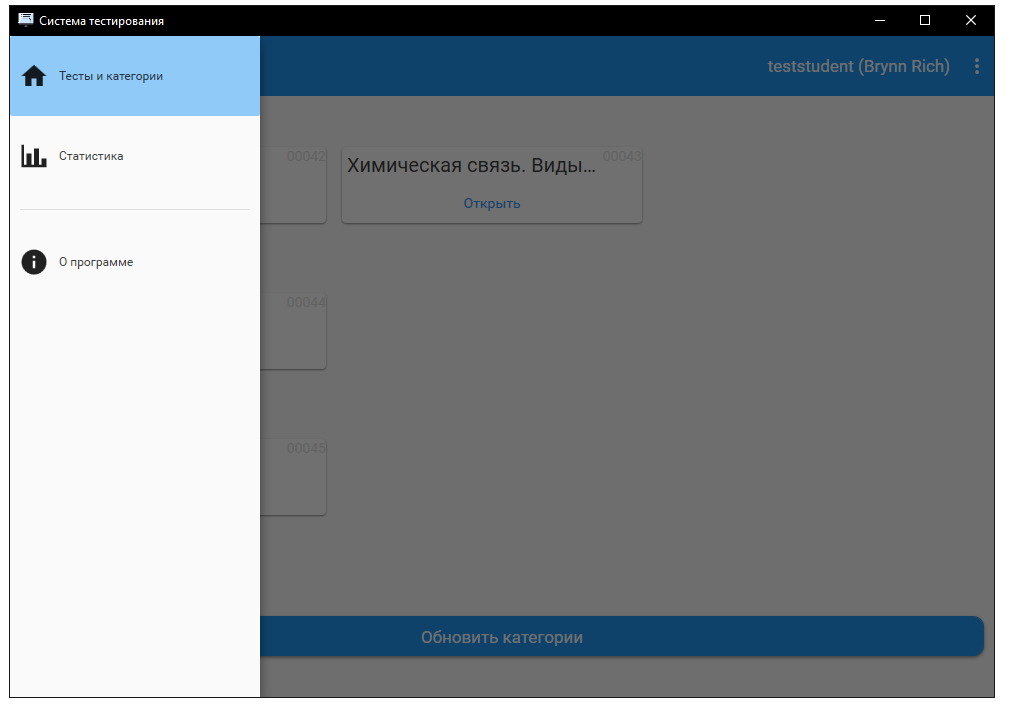 Система тестирования
teststudent (Brynn Rich)
Тесты и категории
Статистика
О программе
00042
Химическая связь. Виды...
00043
Открыть
00044
00045
Обновить категории